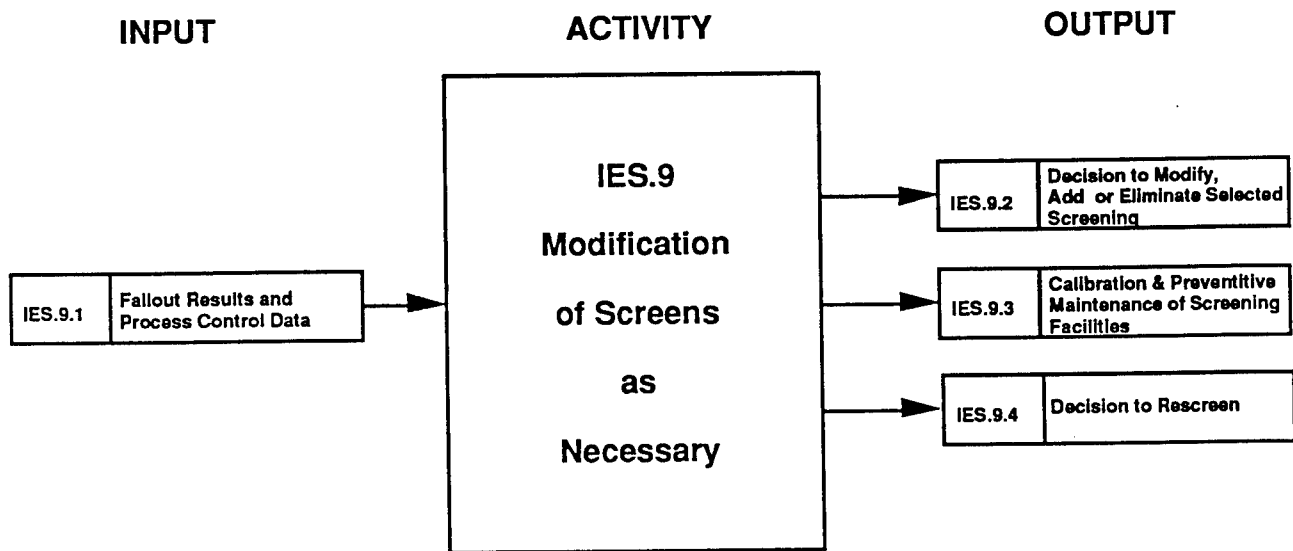 INPUT
ACTIVITY
OUTPUT
IES.9.1
Fallout Results and
Process Control Data
IES.9
Modification
of Screens
as
Necessary
IES.9.2
Decision to Modify,
Add or Eliminate Selected
Screening
IES.9.3
Calibration & Preventitive
Maintenance of Screening
Facilities
IES.9.4
Decision to Rescreen